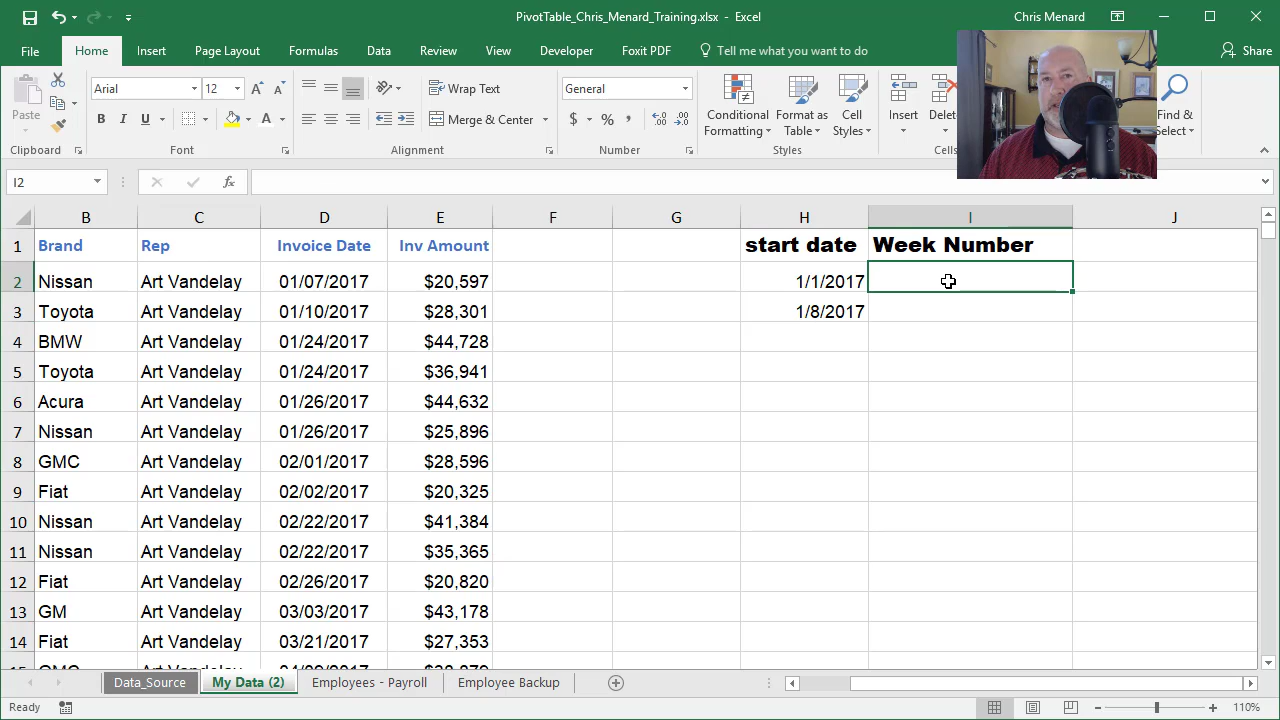 PivotTable_Chris_Menard_Training.xlsx - Excel
Chris Menard
File Home Insert Page Layout Formulas Data Review View Developer Foxit PDF Tell me what you want to do Share
Arial 12 Wrap Text General
Paste B I U A Merge & Center $ % , Conditional Formatting Format as Table Cell Styles Insert Delet Find & Select
Clipboard Font Alignment Number Styles Cells
I2 fx
B C D E F G H I J
1 Brand Rep Invoice Date Inv Amount start date Week Number
2 Nissan Art Vandelay 01/07/2017 $20,597 1/1/2017
3 Toyota Art Vandelay 01/10/2017 $28,301 1/8/2017
4 BMW Art Vandelay 01/24/2017 $44,728
5 Toyota Art Vandelay 01/24/2017 $36,941
6 Acura Art Vandelay 01/26/2017 $44,632
7 Nissan Art Vandelay 01/26/2017 $25,896
8 GMC Art Vandelay 02/01/2017 $28,596
9 Fiat Art Vandelay 02/02/2017 $20,325
10 Nissan Art Vandelay 02/22/2017 $41,384
11 Nissan Art Vandelay 02/22/2017 $35,365
12 Fiat Art Vandelay 02/26/2017 $20,820
13 GM Art Vandelay 03/03/2017 $43,178
14 Fiat Art Vandelay 03/21/2017 $27,353
Data_Source My Data (2) Employees - Payroll Employee Backup
Ready 110%